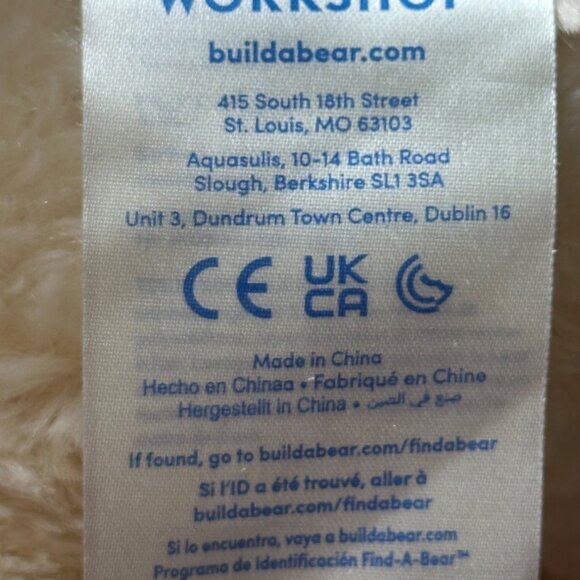 WORKSHOP
buildabear.com
415 South 18th Street
St. Louis, MO 63103
Aquasulis, 10-14 Bath Road
Slough, Berkshire SL1 3SA
Unit 3, Dundrum Town Centre, Dublin 16
CE UK CA
Made in China
Hecho en Chinaa • Fabriqué en Chine
Hergestellt in China • صنع في الصين
If found, go to buildabear.com/findabear
Si l'ID a été trouvé, aller à
buildabear.com/findabear
Si lo encuentra, vaya a buildabear.com
Programa de identificación Find-A-Bear™